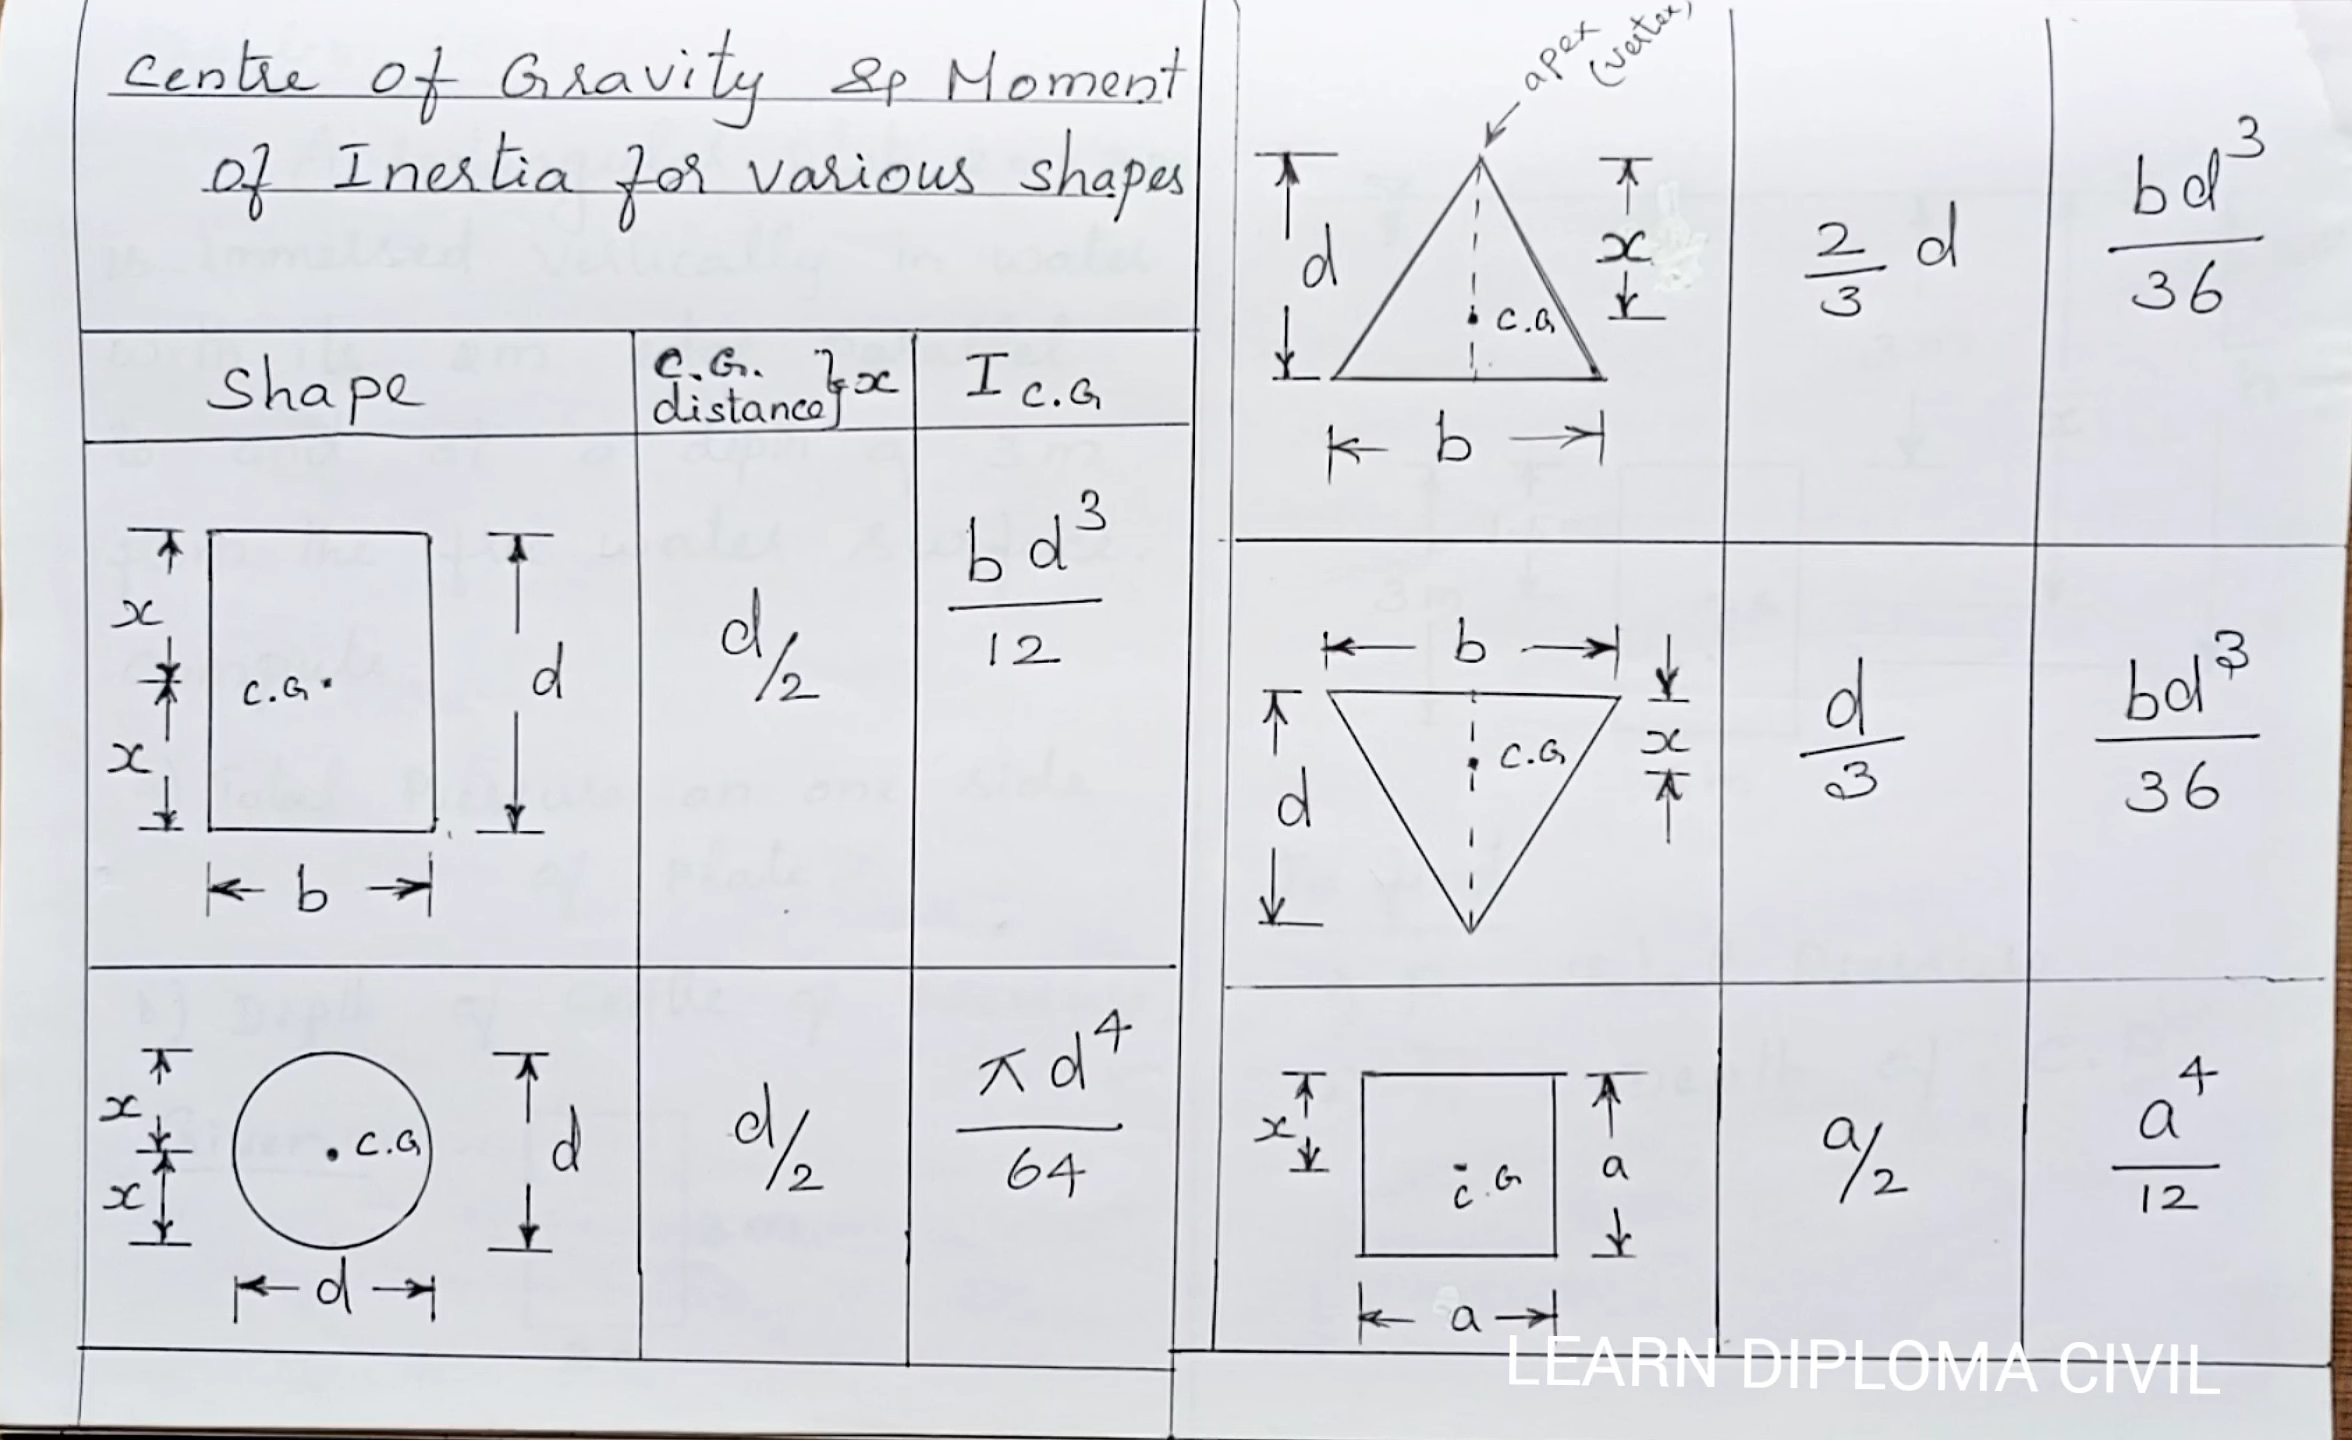 Centre of Gravity & Moment
of Inertia for various shapes
Shape
C.G. distance} x
I C.G
x
x
C.G
d
b
d/2
bd³/12
x
x
C.G
d
d
d/2
πd⁴/64
apex
(vertex)
d
x
C.G
b
2/3 d
bd³/36
b
d
x
C.G
d/3
bd³/36
x
C.G
a
a
a/2
a⁴/12
LEARN DIPLOMA CIVIL